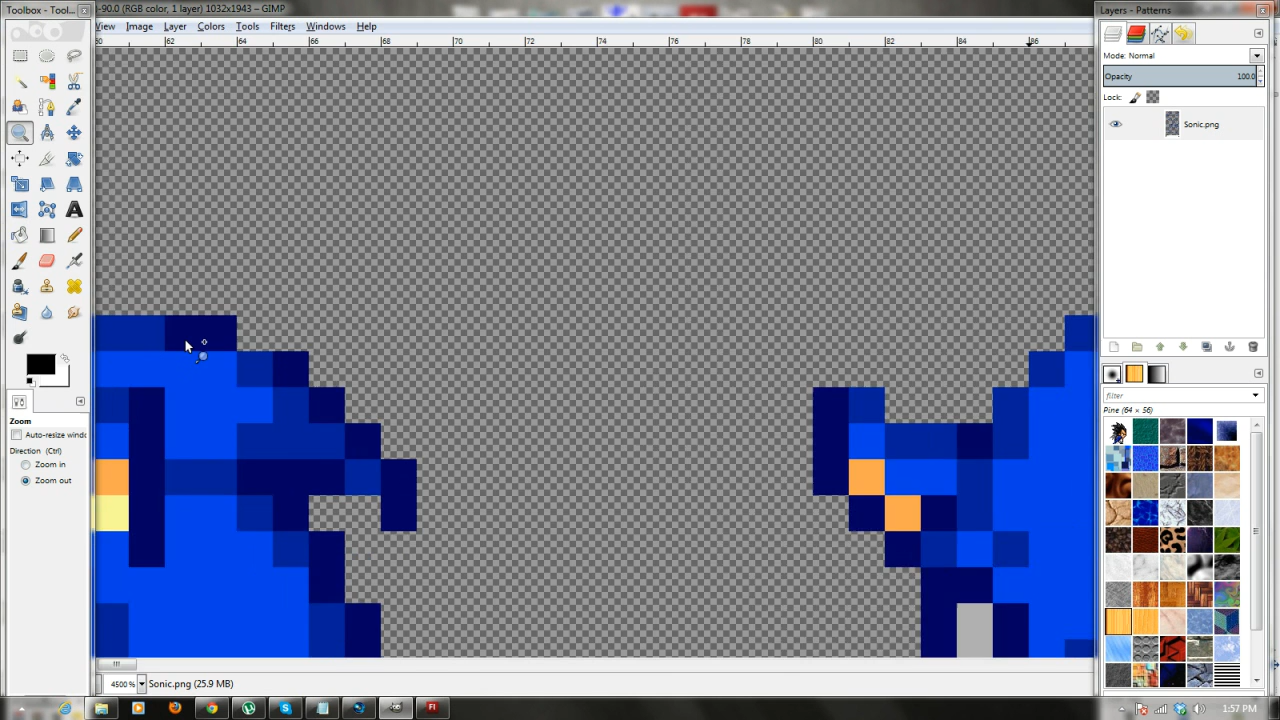 Toolbox - Tool...
-90.0 (RGB color, 1 layer) 1032x1943 – GIMP
Layers - Patterns
View Image Layer Colors Tools Filters Windows Help
60 62 64 66 68 70 72 74 76 78 80 82 84 86
Mode: Normal
Opacity 100.0
Lock:
Sonic.png
filter
Pine (64 × 56)
Zoom
Auto-resize windo
Direction (Ctrl)
Zoom in
Zoom out
4500 % Sonic.png (25.9 MB)
1:57 PM